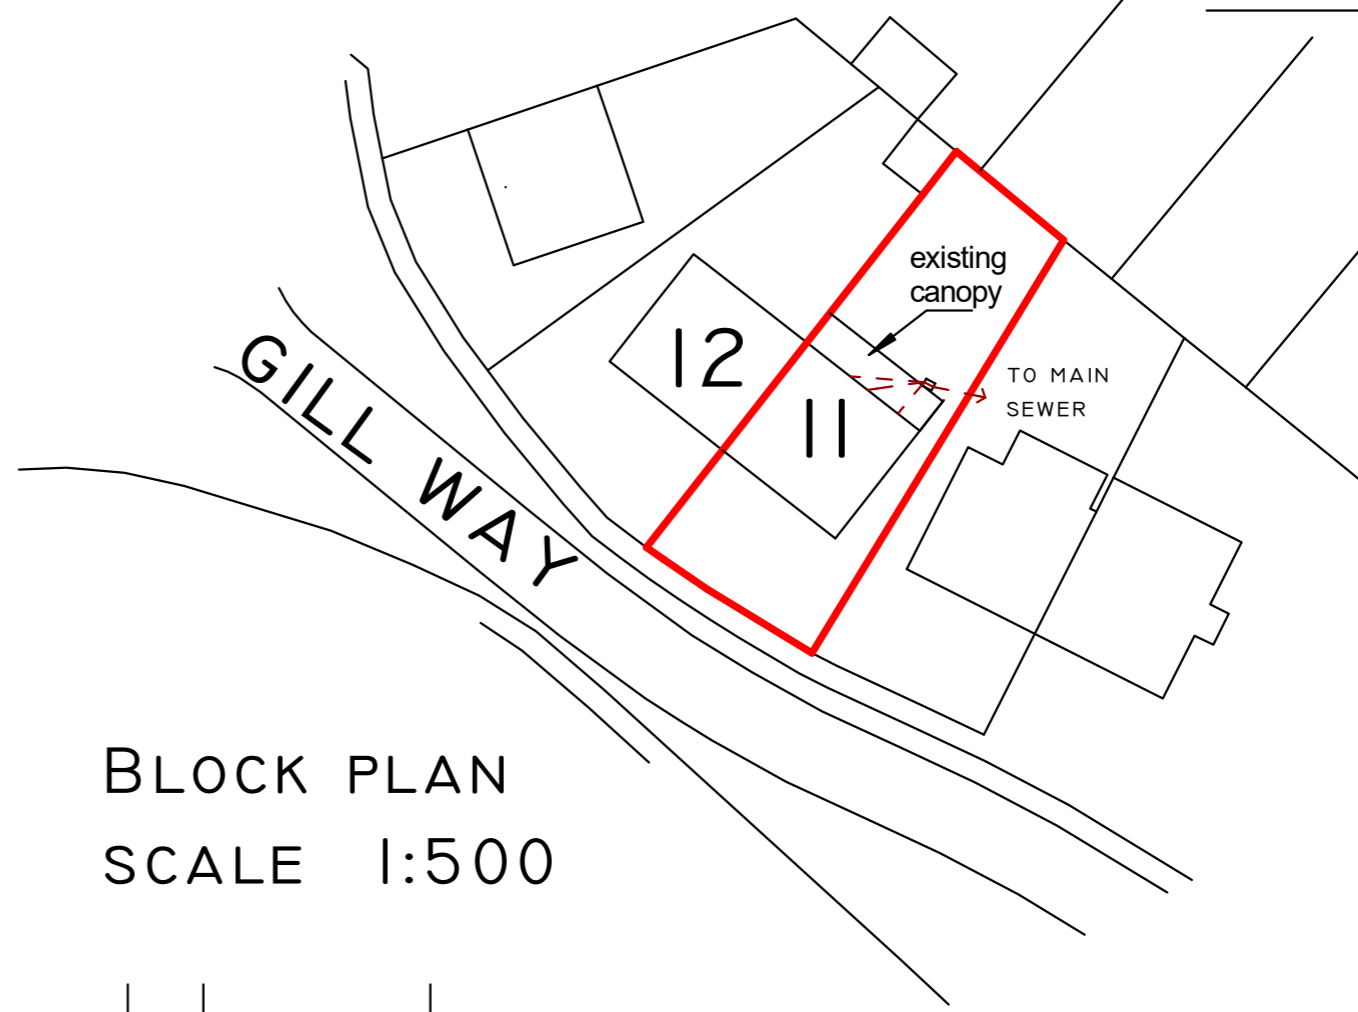 existing
canopy
12
11
TO MAIN
SEWER
GILL WAY
BLOCK PLAN
SCALE 1:500